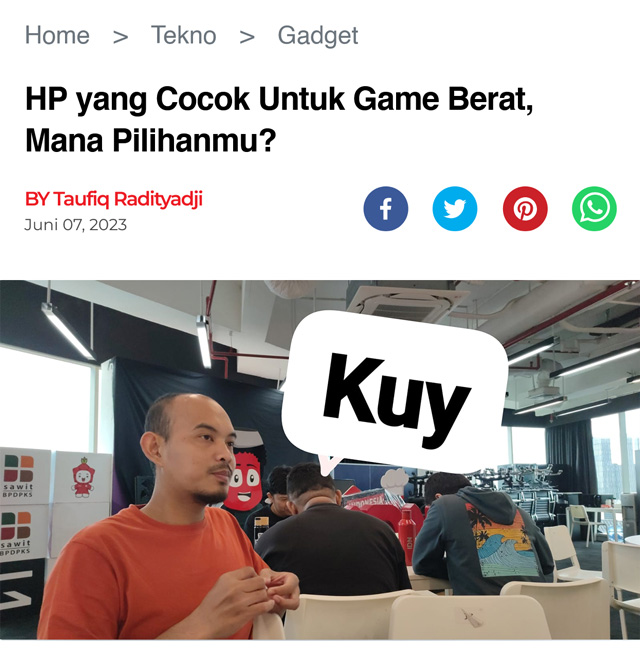 Home > Tekno > Gadget
HP yang Cocok Untuk Game Berat,
Mana Pilihanmu?
BY Taufiq Radityadji
Juni 07, 2023
Kuy
sawit
BPDPKS
sawit
BPDPKS